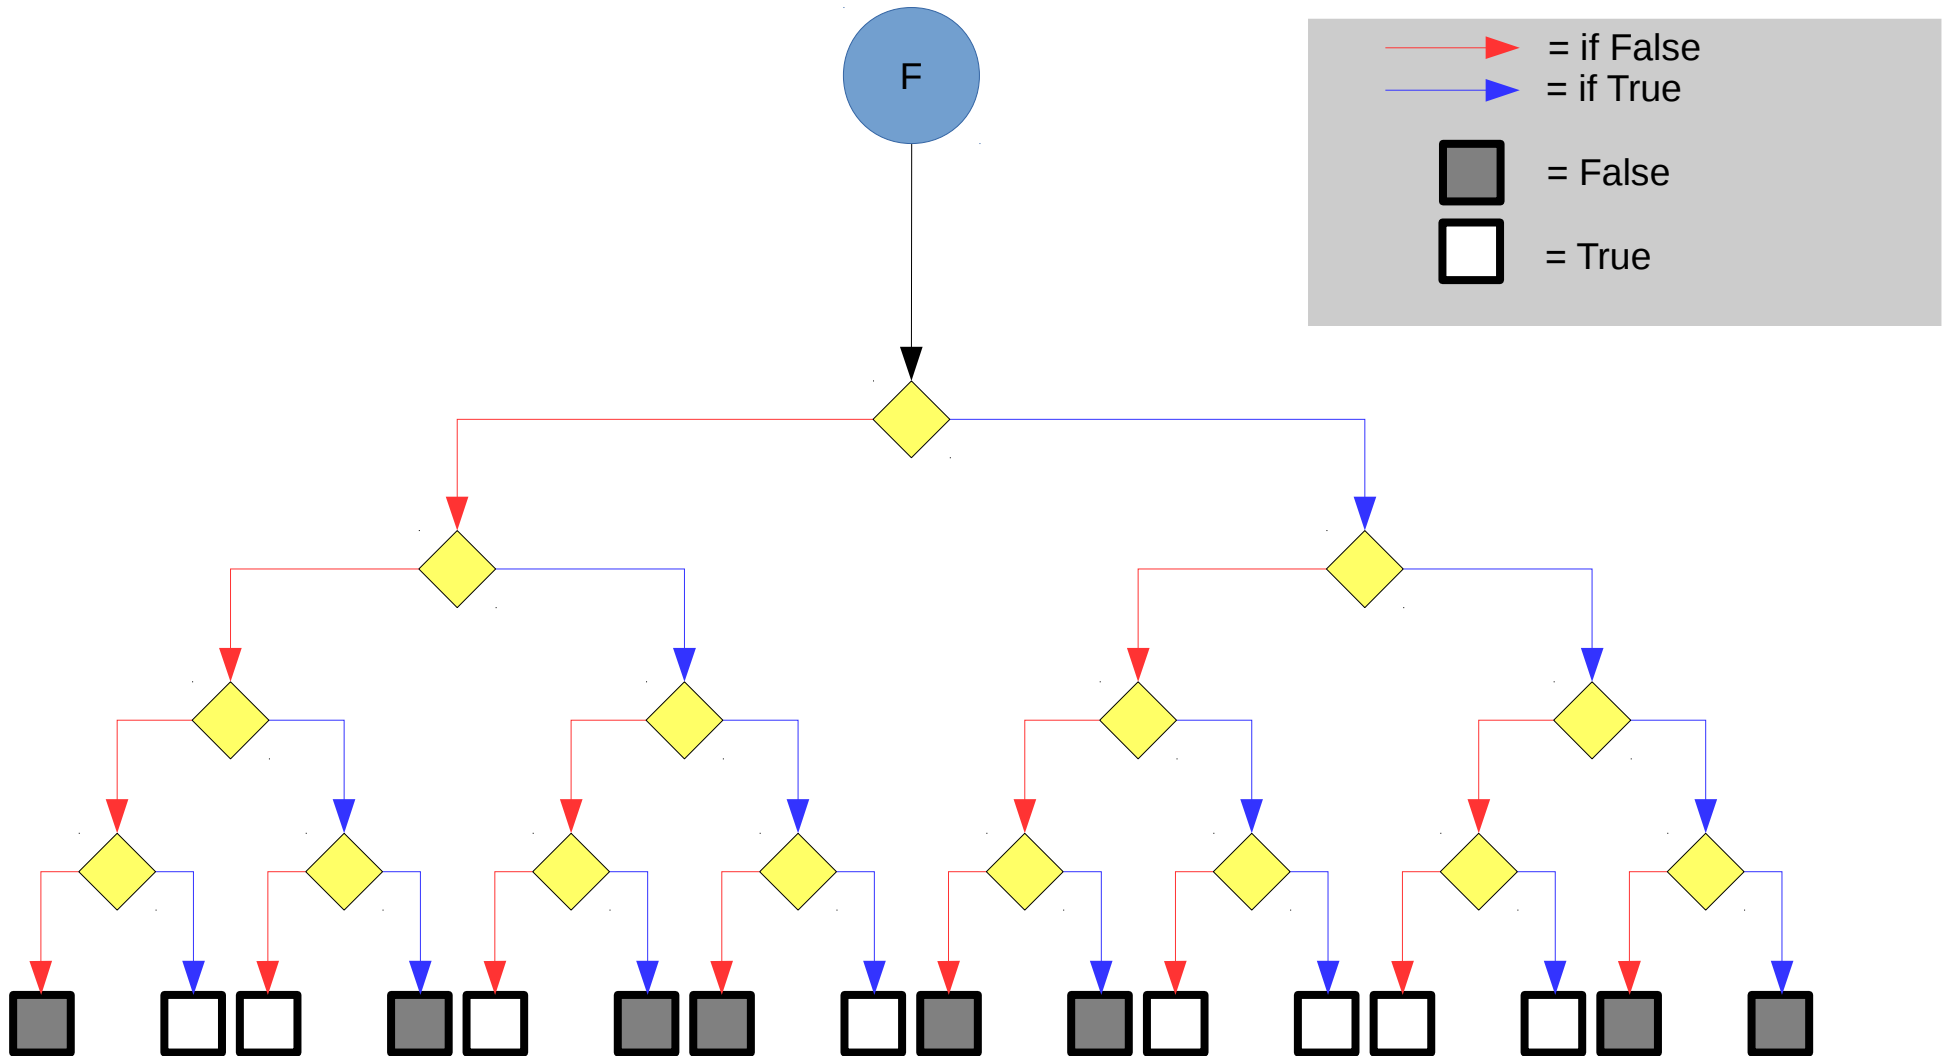 F
= if False
= if True
= False
= True